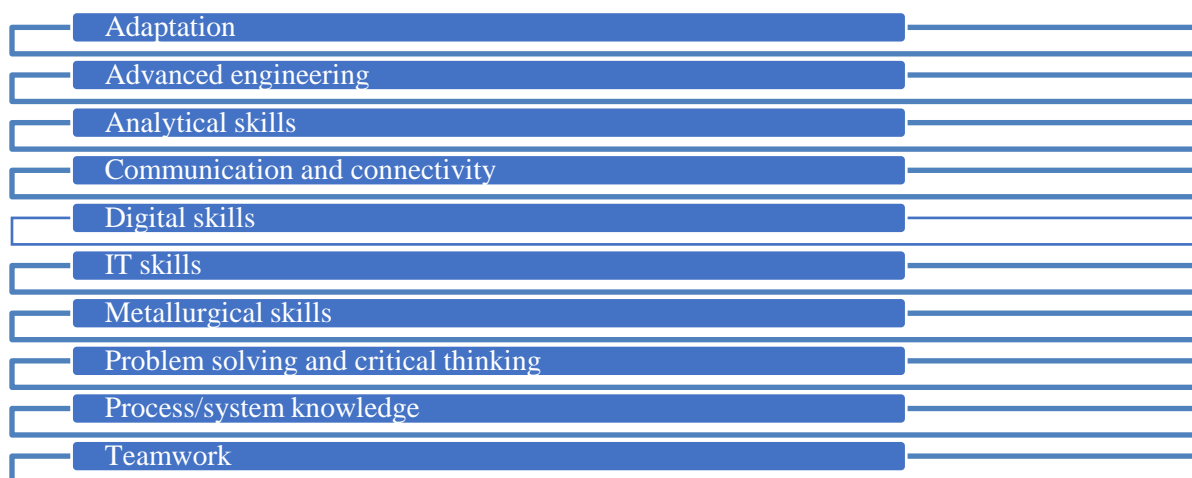 Adaptation
Advanced engineering
Analytical skills
Communication and connectivity
Digital skills
IT skills
Metallurgical skills
Problem solving and critical thinking
Process/system knowledge
Teamwork